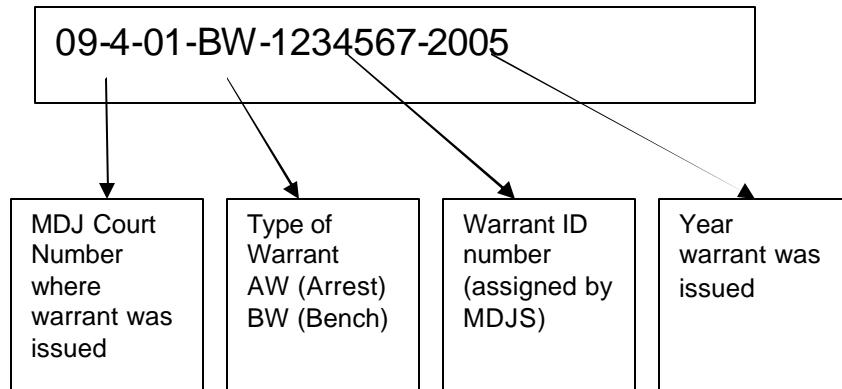 09-4-01-BW-1234567-2005
MDJ Court
Number
where
warrant was
issued
Type of
Warrant
AW (Arrest)
BW (Bench)
Warrant ID
number
(assigned by
MDJS)
Year
warrant was
issued